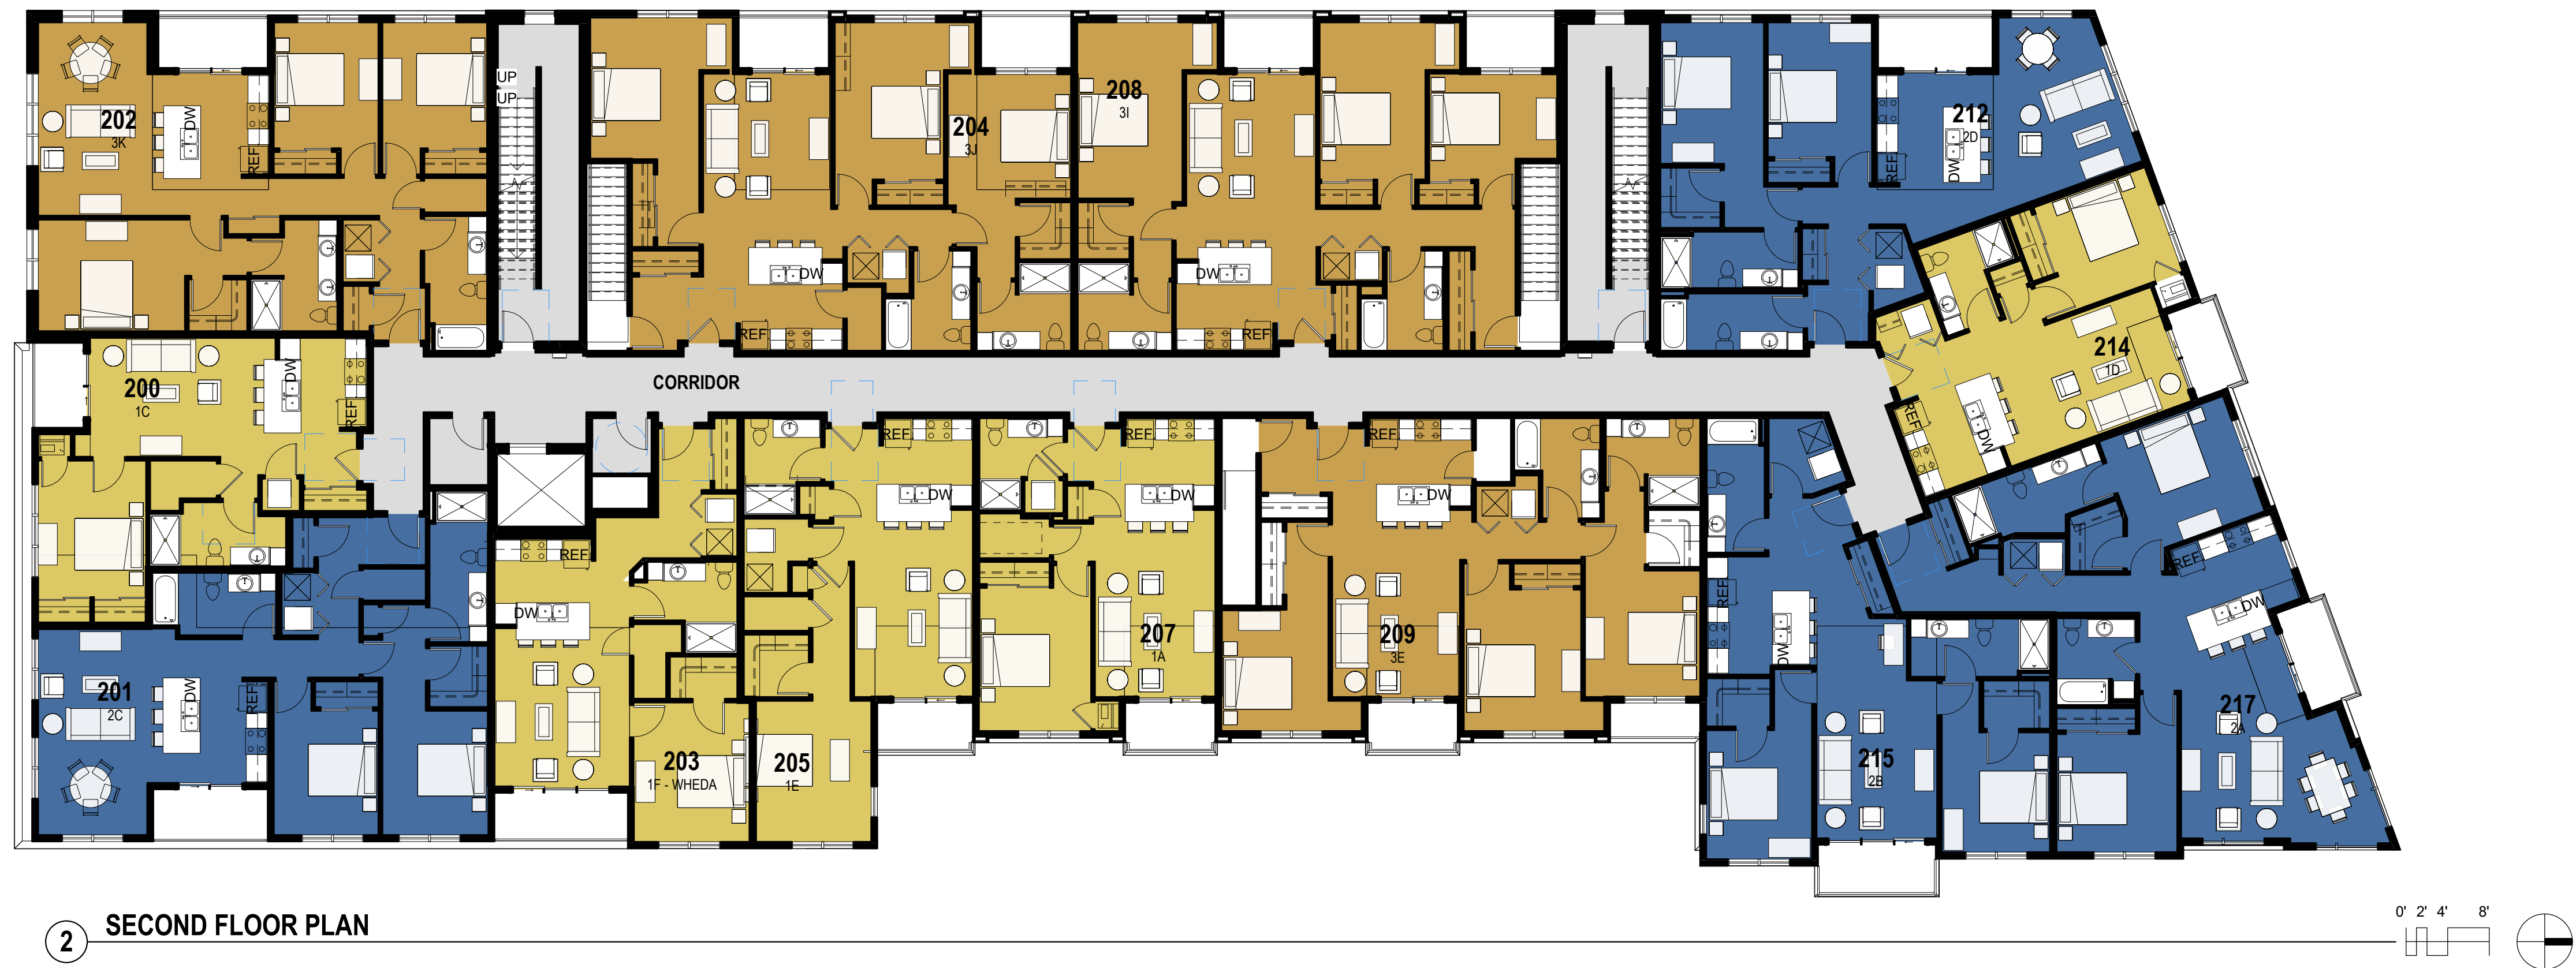 UP
UP
202
3K
DW
REF
204
3J
208
3I
212
2D
DW
REF
DW
REF
DW
REF
200
1C
DW
REF
CORRIDOR
214
1D
REF
DW
REF
DW
REF
DW
REF
DW
REF
DW
REF
DW
201
2C
DW
REF
203
1F - WHEDA
205
1E
207
1A
209
3E
REF
DW
215
2B
REF
DW
217
2A
2
SECOND FLOOR PLAN
0' 2' 4' 8'